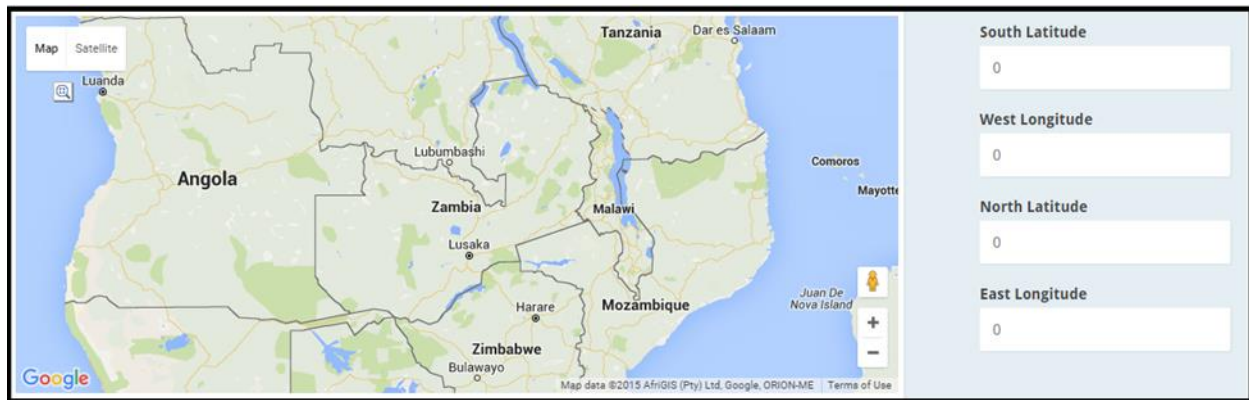 Map Satellite
Tanzania
Dar es Salaam
Luanda
Lubumbashi
Comoros
Angola
Mayotte
Zambia
Malawi
Lusaka
Juan De
Nova Island
Harare
Mozambique
Zimbabwe
Bulawayo
Google
Map data ©2015 AfriGIS (Pty) Ltd, Google, ORION-ME
Terms of Use
South Latitude
0
West Longitude
0
North Latitude
0
East Longitude
0